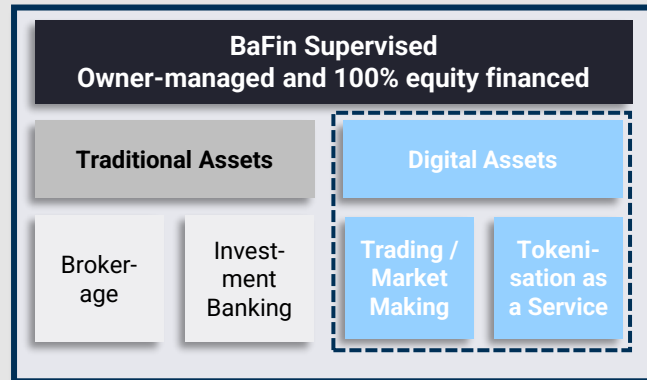 BaFin Supervised
Owner-managed and 100% equity financed
Traditional Assets
Digital Assets
Broker-
age
Invest-
ment
Banking
Trading /
Market
Making
Tokeni-
sation as
a Service